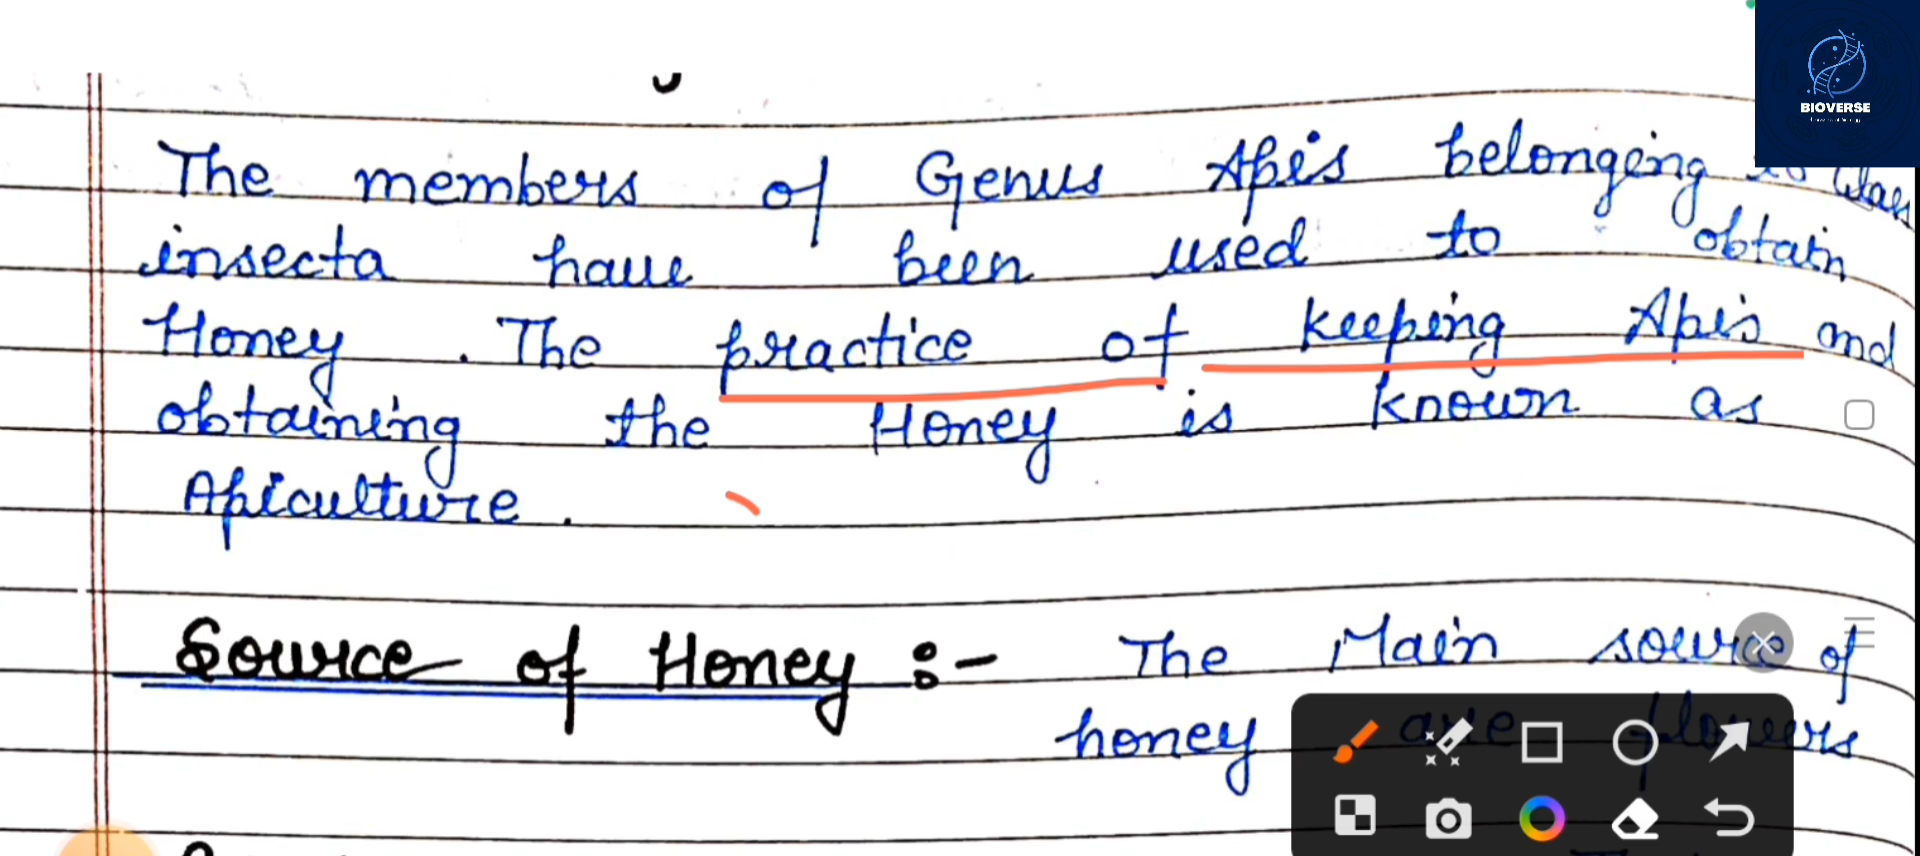 BIOVERSE
The members of Genus Apis belonging to Class
insecta have been used to obtain
Honey . The practice of keeping Apis and
obtaining the Honey is known as
Apiculture .
Source of Honey :- The Main source of
honey are flowers